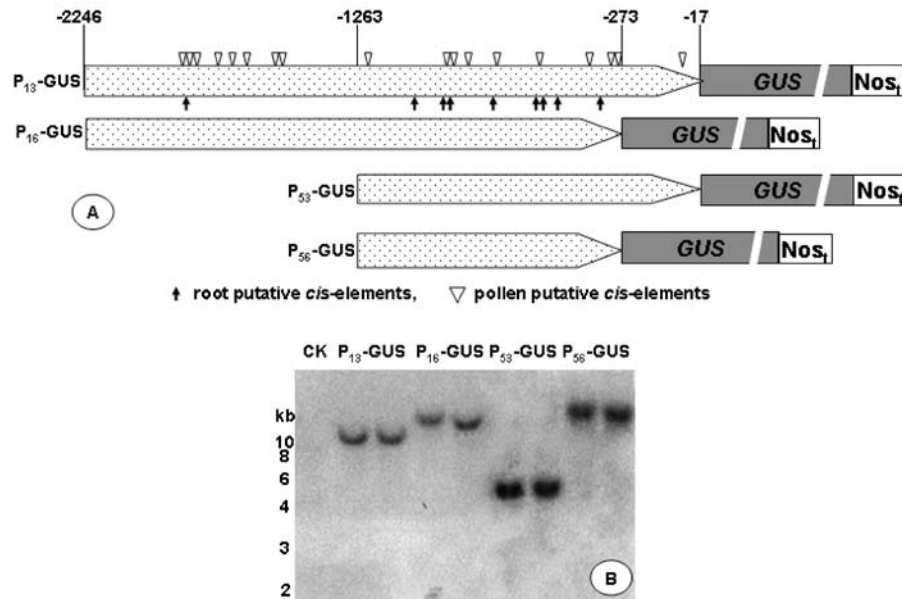 -2246 -1263 -273 -17
P13-GUS GUS Nost
P16-GUS GUS Nost
P53-GUS GUS Nost
A
P56-GUS GUS Nost
root putative cis-elements, pollen putative cis-elements
CK P13-GUS P16-GUS P53-GUS P56-GUS
kb
10
8
6
4
3
2
B